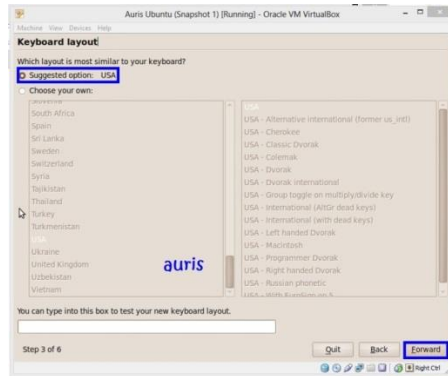 Auris Ubuntu (Snapshot 1) [Running] - Oracle VM VirtualBox
Machine View Devices Help
Keyboard layout
Which layout is most similar to your keyboard?
Suggested option: USA
Choose your own:
Slovenia
South Africa
Spain
Sri Lanka
Sweden
Switzerland
Syria
Tajikistan
Thailand
Turkey
Turkmenistan
USA
Ukraine
United Kingdom
Uzbekistan
Vietnam
USA
USA - Alternative international (former us_intl)
USA - Cherokee
USA - Classic Dvorak
USA - Colemak
USA - Dvorak
USA - Dvorak international
USA - Group toggle on multiply/divide key
USA - International (AltGr dead keys)
USA - International (with dead keys)
USA - Left handed Dvorak
USA - Macintosh
USA - Programmer Dvorak
USA - Right handed Dvorak
USA - Russian phonetic
auris
You can type into this box to test your new keyboard layout.
Step 3 of 6
Quit
Back
Forward
Right Ctrl